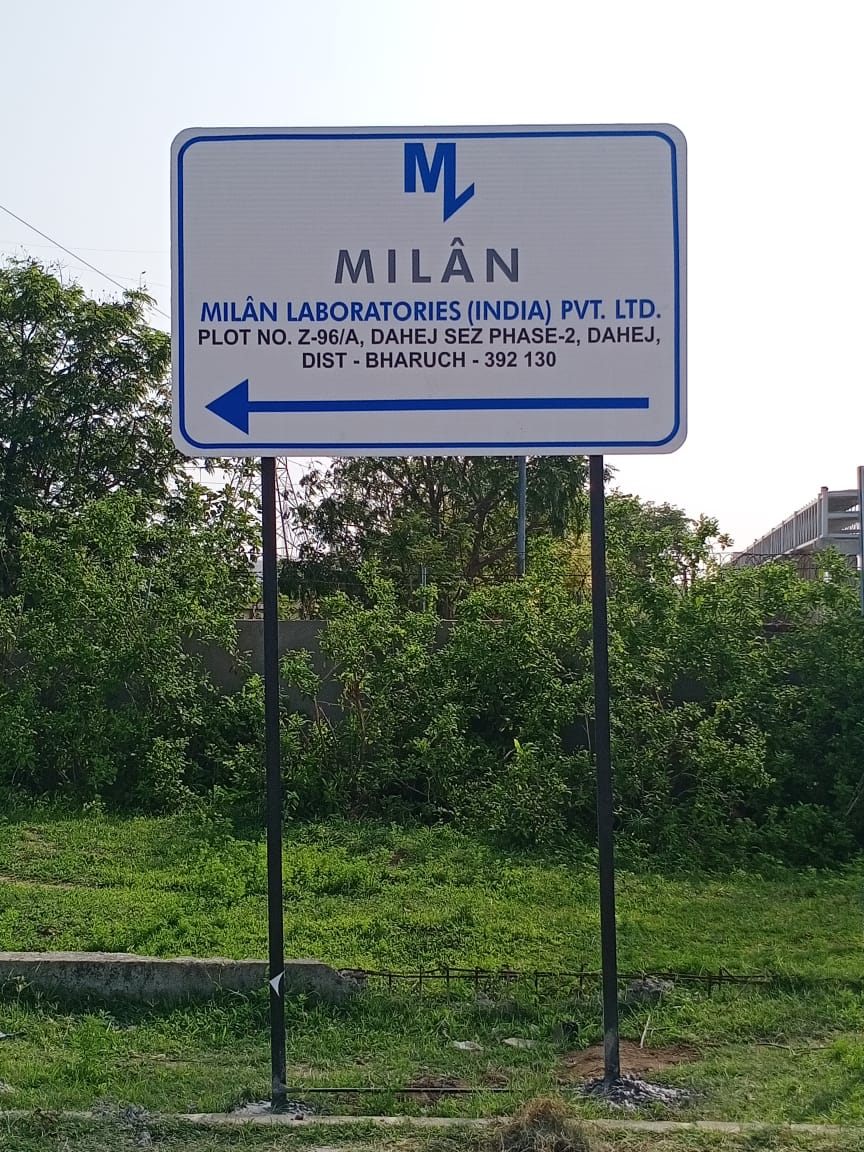 ML
MILÂN
MILÂN LABORATORIES (INDIA) PVT. LTD.
PLOT NO. Z-96/A, DAHEJ SEZ PHASE-2, DAHEJ,
DIST - BHARUCH - 392 130